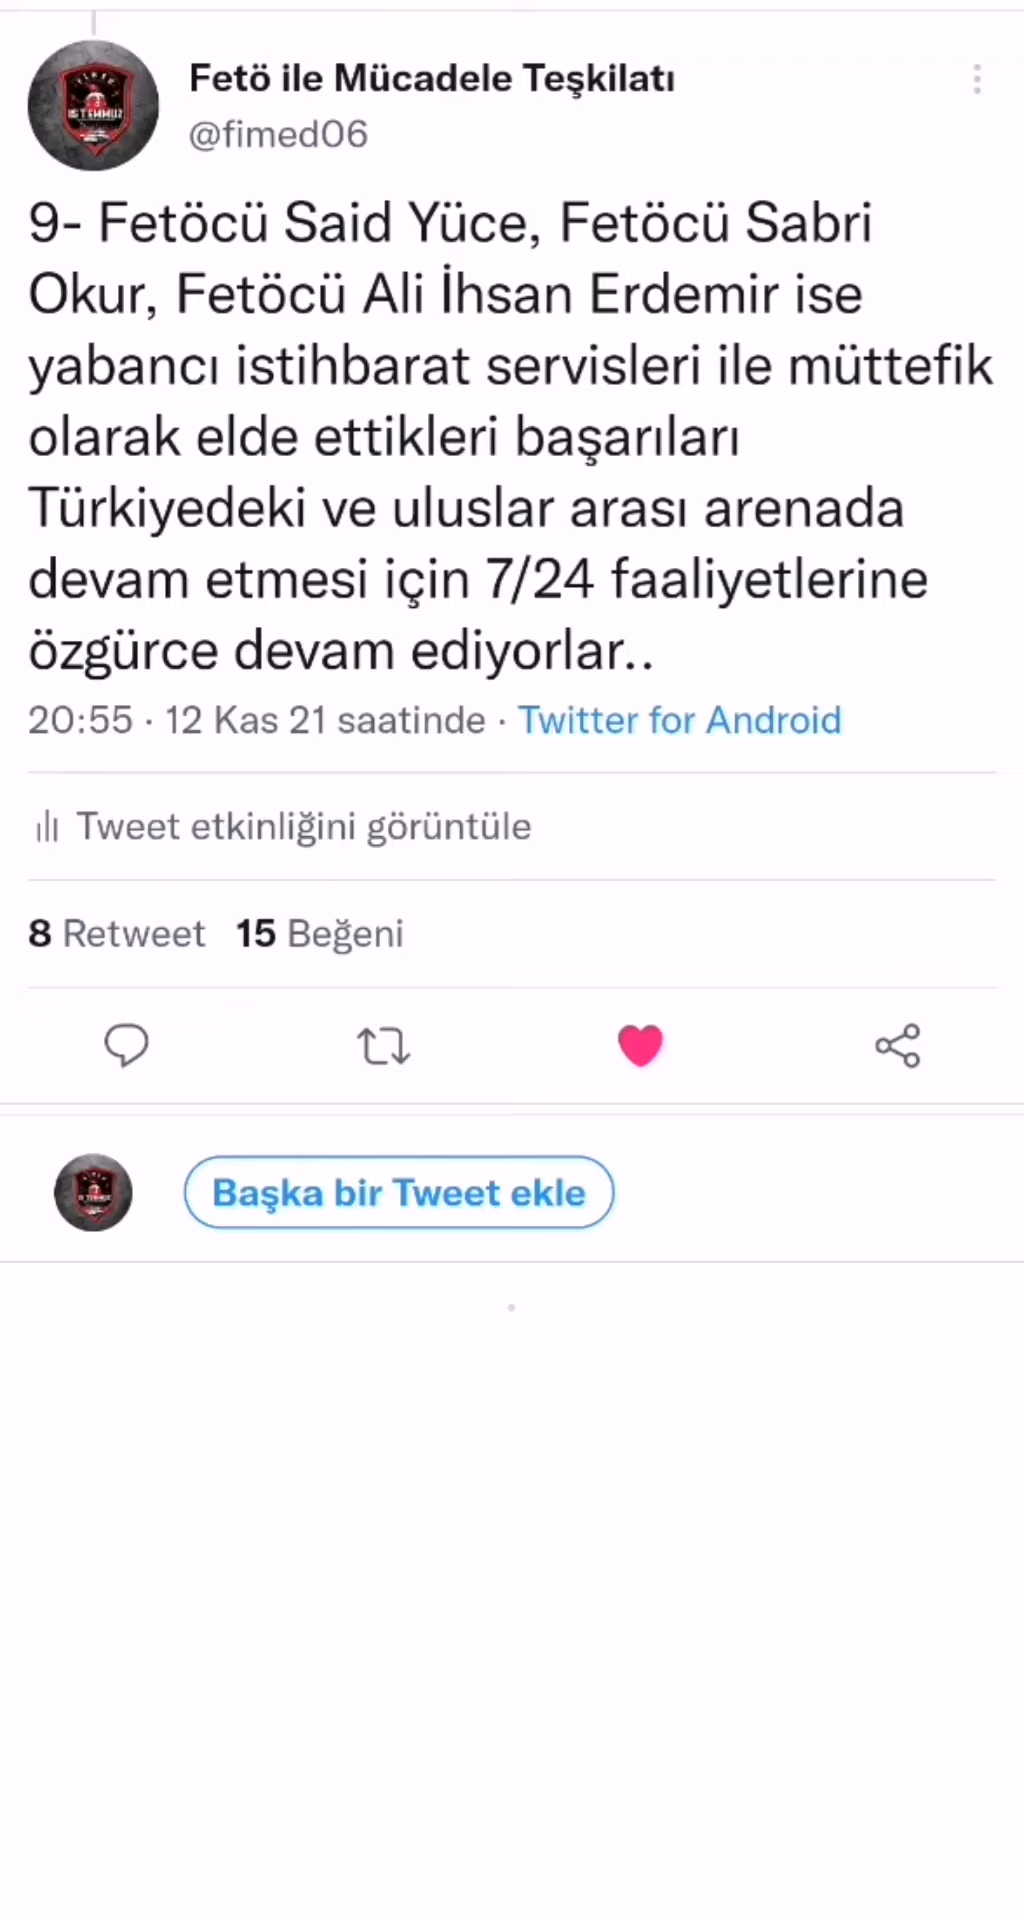 Fetö ile Mücadele Teşkilatı
@fimed06
9- Fetöcü Said Yüce, Fetöcü Sabri
Okur, Fetöcü Ali İhsan Erdemir ise
yabancı istihbarat servisleri ile müttefik
olarak elde ettikleri başarıları
Türkiyedeki ve uluslar arası arenada
devam etmesi için 7/24 faaliyetlerine
özgürce devam ediyorlar..
20:55 · 12 Kas 21 saatinde · Twitter for Android
Tweet etkinliğini görüntüle
8 Retweet 15 Beğeni
Başka bir Tweet ekle